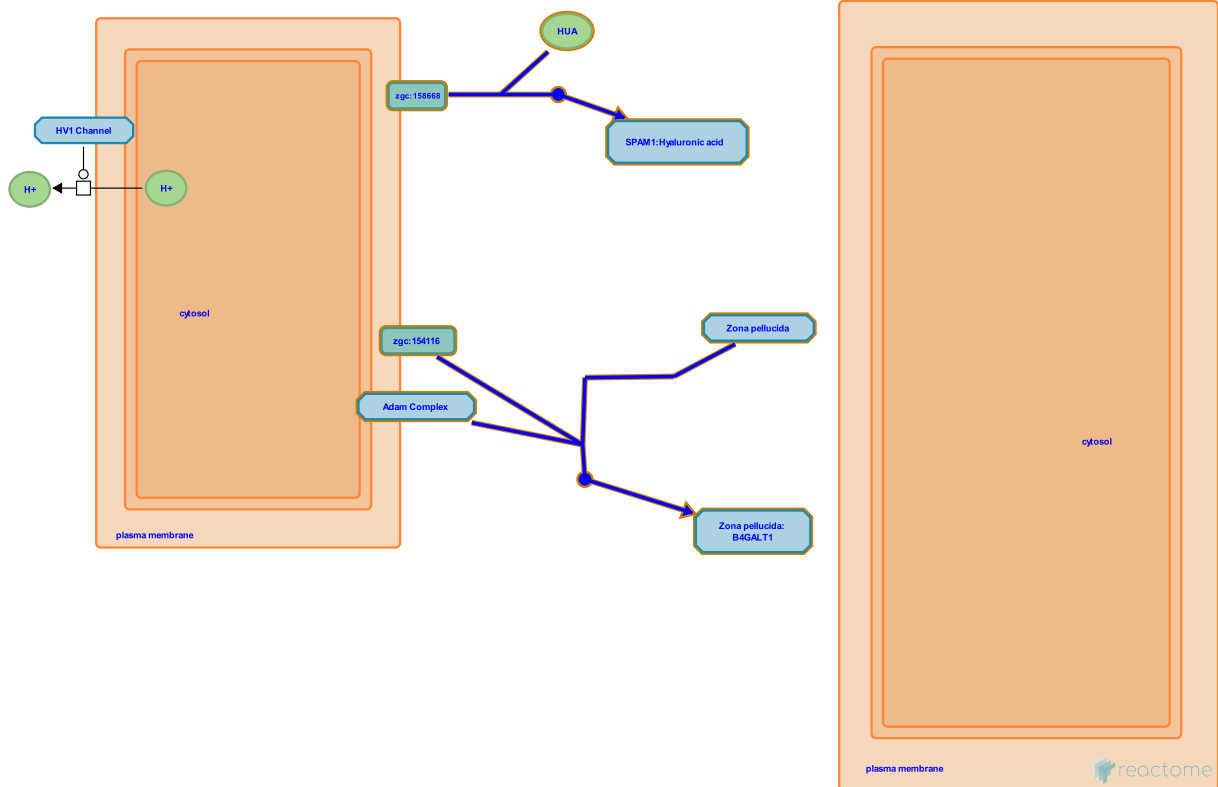 HUA
zgc:158668
HV1 Channel
SPAM1:Hyaluronic acid
H+
H+
cytosol
Zona pellucida
zgc:154116
Adam Complex
cytosol
Zona pellucida:
B4GALT1
plasma membrane
plasma membrane
reactome